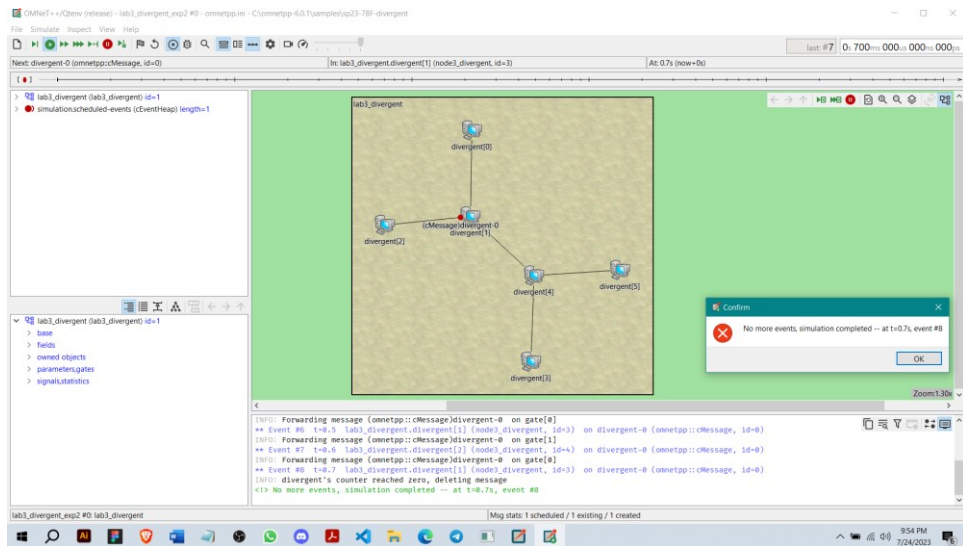 OMNeT++/Qtenv (release) - lab3_divergent_exp2 #0 - omnetpp.ini - C:\omnetpp-6.0.1\samples\sp23-78F-divergent
File Simulate Inspect View Help
last: #7 0s 700ms 000us 000ns 000ps
Next: divergent-0 (omnetpp::cMessage, id=0) In: lab3_divergent.divergent[1] (node3_divergent, id=3) At: 0.7s (now+0s)
lab3_divergent (lab3_divergent) id=1
simulation.scheduled-events (cEventHeap) length=1
lab3_divergent
divergent[0]
(cMessage)divergent-0
divergent[1]
divergent[2]
divergent[4]
divergent[5]
divergent[3]
Zoom:1.30x
lab3_divergent (lab3_divergent) id=1
base
fields
owned objects
parameters,gates
signals,statistics
Confirm
No more events, simulation completed -- at t=0.7s, event #8
OK
INFO: Forwarding message (omnetpp::cMessage)divergent-0 on gate[0]
** Event #6 t=0.5 lab3_divergent.divergent[1] (node3_divergent, id=3) on divergent-0 (omnetpp::cMessage, id=0)
INFO: Forwarding message (omnetpp::cMessage)divergent-0 on gate[1]
** Event #7 t=0.6 lab3_divergent.divergent[2] (node3_divergent, id=4) on divergent-0 (omnetpp::cMessage, id=0)
INFO: Forwarding message (omnetpp::cMessage)divergent-0 on gate[0]
** Event #8 t=0.7 lab3_divergent.divergent[1] (node3_divergent, id=3) on divergent-0 (omnetpp::cMessage, id=0)
INFO: divergent's counter reached zero, deleting message
<!> No more events, simulation completed -- at t=0.7s, event #8
lab3_divergent_exp2 #0: lab3_divergent Msg stats: 1 scheduled / 1 existing / 1 created
9:54 PM
7/24/2023